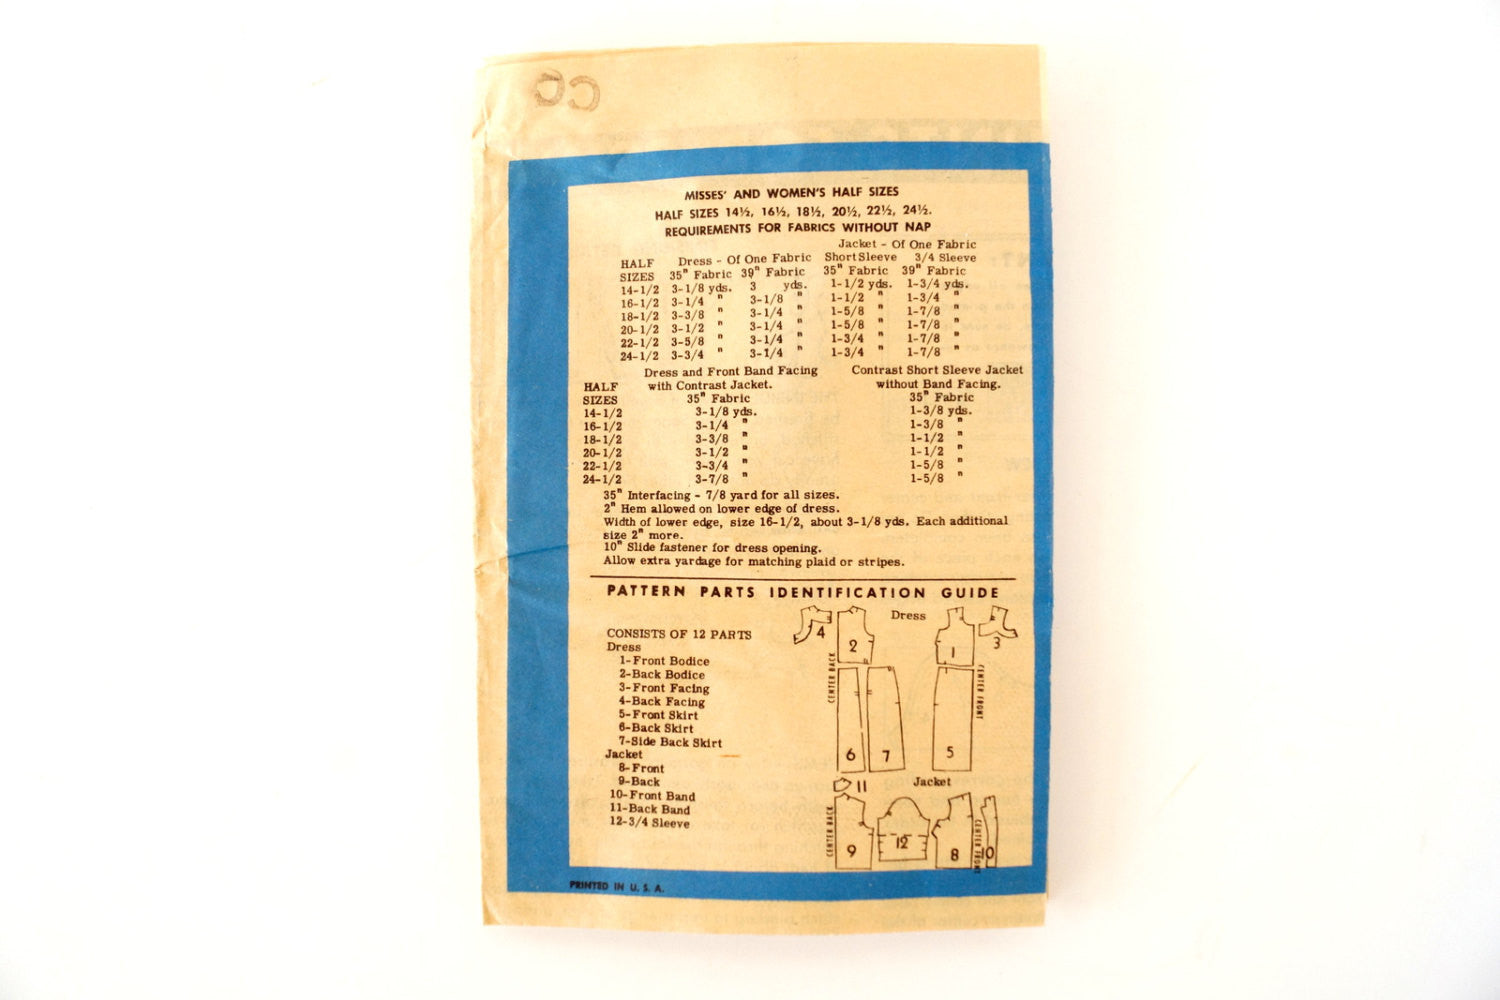 CC
MISSES' AND WOMEN'S HALF SIZES
HALF SIZES 14½, 16½, 18½, 20½, 22½, 24½.
REQUIREMENTS FOR FABRICS WITHOUT NAP
Jacket - Of One Fabric
HALF Dress - Of One Fabric Short Sleeve 3/4 Sleeve
SIZES 35" Fabric 39" Fabric 35" Fabric 39" Fabric
14-1/2 3-1/8 yds. 3 yds. 1-1/2 yds. 1-3/4 yds.
16-1/2 3-1/4 " 3-1/8 " 1-1/2 " 1-3/4 "
18-1/2 3-3/8 " 3-1/4 " 1-5/8 " 1-7/8 "
20-1/2 3-1/2 " 3-1/4 " 1-5/8 " 1-7/8 "
22-1/2 3-5/8 " 3-1/4 " 1-3/4 " 1-7/8 "
24-1/2 3-3/4 " 3-1/4 " 1-3/4 " 1-7/8 "
Dress and Front Band Facing Contrast Short Sleeve Jacket
HALF with Contrast Jacket. without Band Facing.
SIZES 35" Fabric 35" Fabric
14-1/2 3-1/8 yds. 1-3/8 yds.
16-1/2 3-1/4 " 1-3/8 "
18-1/2 3-3/8 " 1-1/2 "
20-1/2 3-1/2 " 1-1/2 "
22-1/2 3-3/4 " 1-5/8 "
24-1/2 3-7/8 " 1-5/8 "
35" Interfacing - 7/8 yard for all sizes.
2" Hem allowed on lower edge of dress.
Width of lower edge, size 16-1/2, about 3-1/8 yds. Each additional
size 2" more.
10" Slide fastener for dress opening.
Allow extra yardage for matching plaid or stripes.
PATTERN PARTS IDENTIFICATION GUIDE
CONSISTS OF 12 PARTS
Dress
1-Front Bodice
2-Back Bodice
3-Front Facing
4-Back Facing
5-Front Skirt
6-Back Skirt
7-Side Back Skirt
Jacket
8-Front
9-Back
10-Front Band
11-Back Band
12-3/4 Sleeve
Dress
4 2 1 3
CENTER BACK
CENTER FRONT
6 7 5
11 Jacket
CENTER BACK
CENTER FRONT
9 12 8 10
PRINTED IN U. S. A.